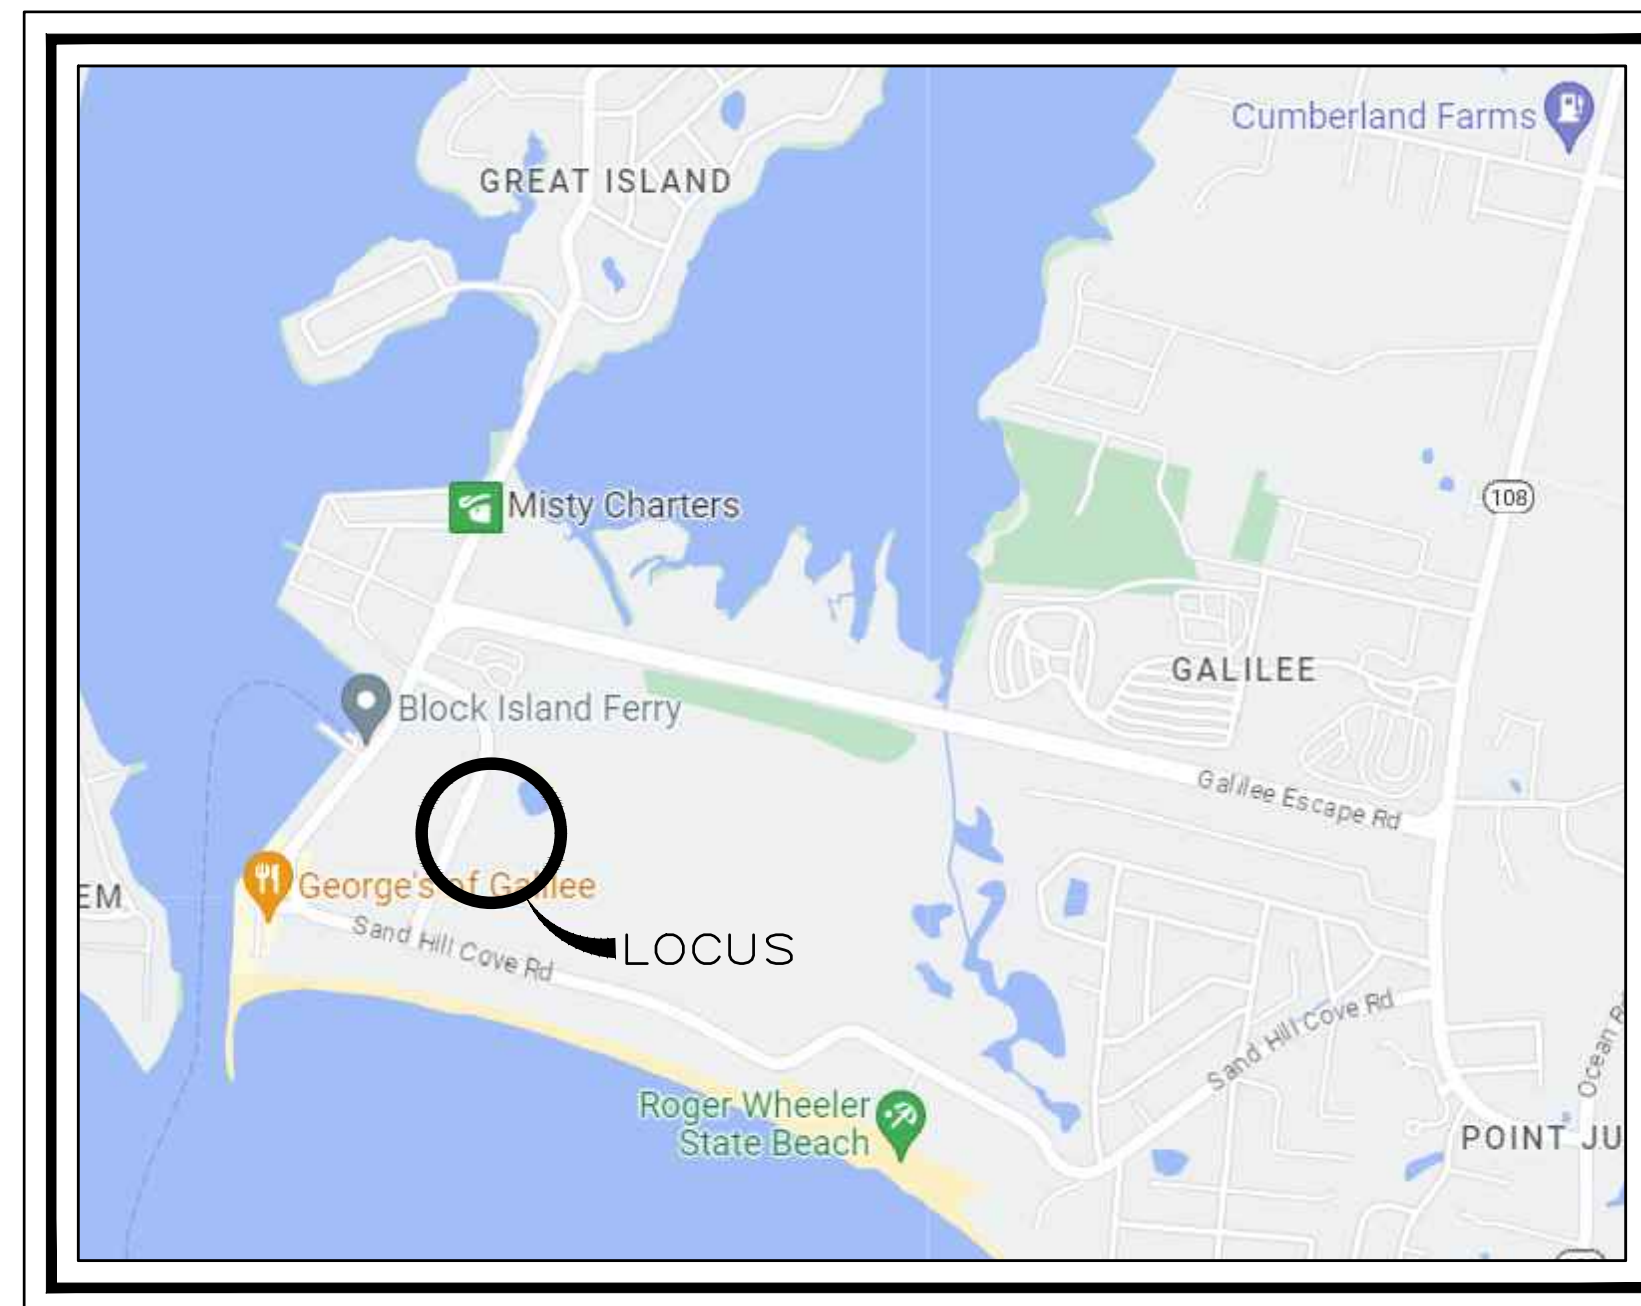 Cumberland Farms
GREAT ISLAND
108
Misty Charters
GALILEE
Block Island Ferry
Galilee Escape Rd
George's of Galilee
EM
Sand Hill Cove Rd
LOCUS
Sand Hill Cove Rd
Ocean R
Roger Wheeler
State Beach
POINT JU